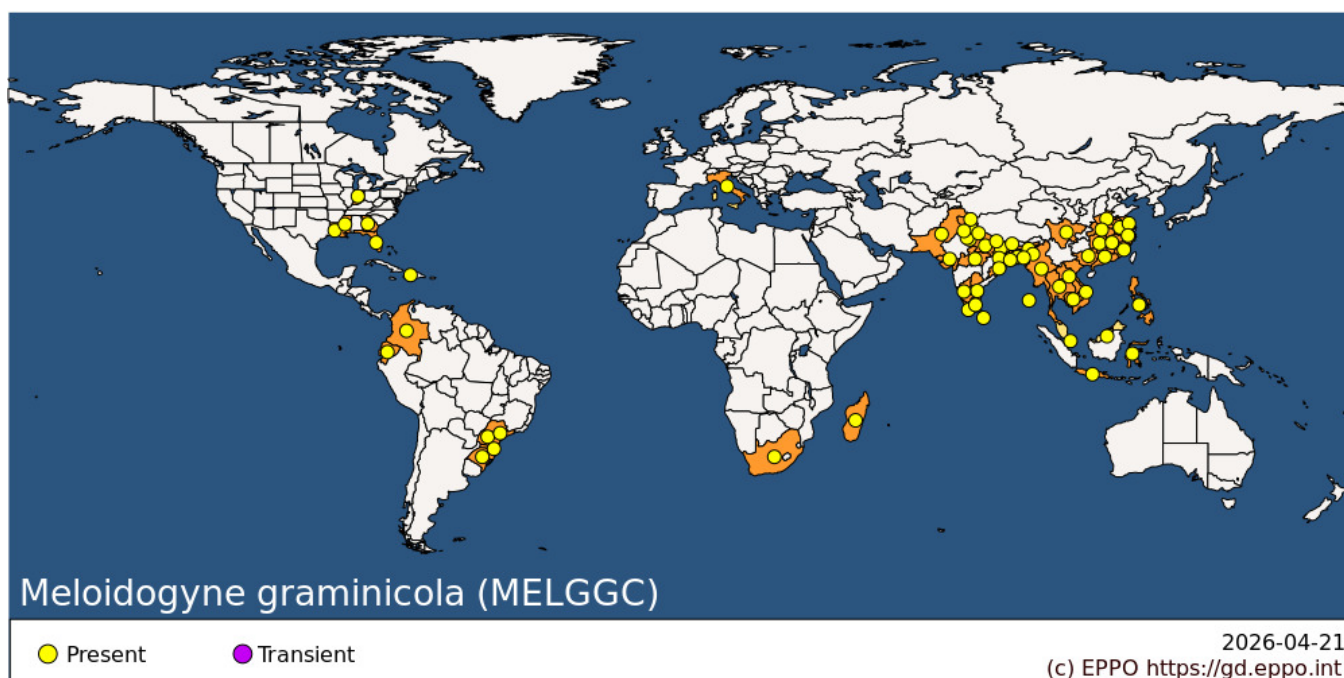 Meloidogyne graminicola (MELGGC)
Present
Transient
2026-04-21
(c) EPPO https://gd.eppo.int